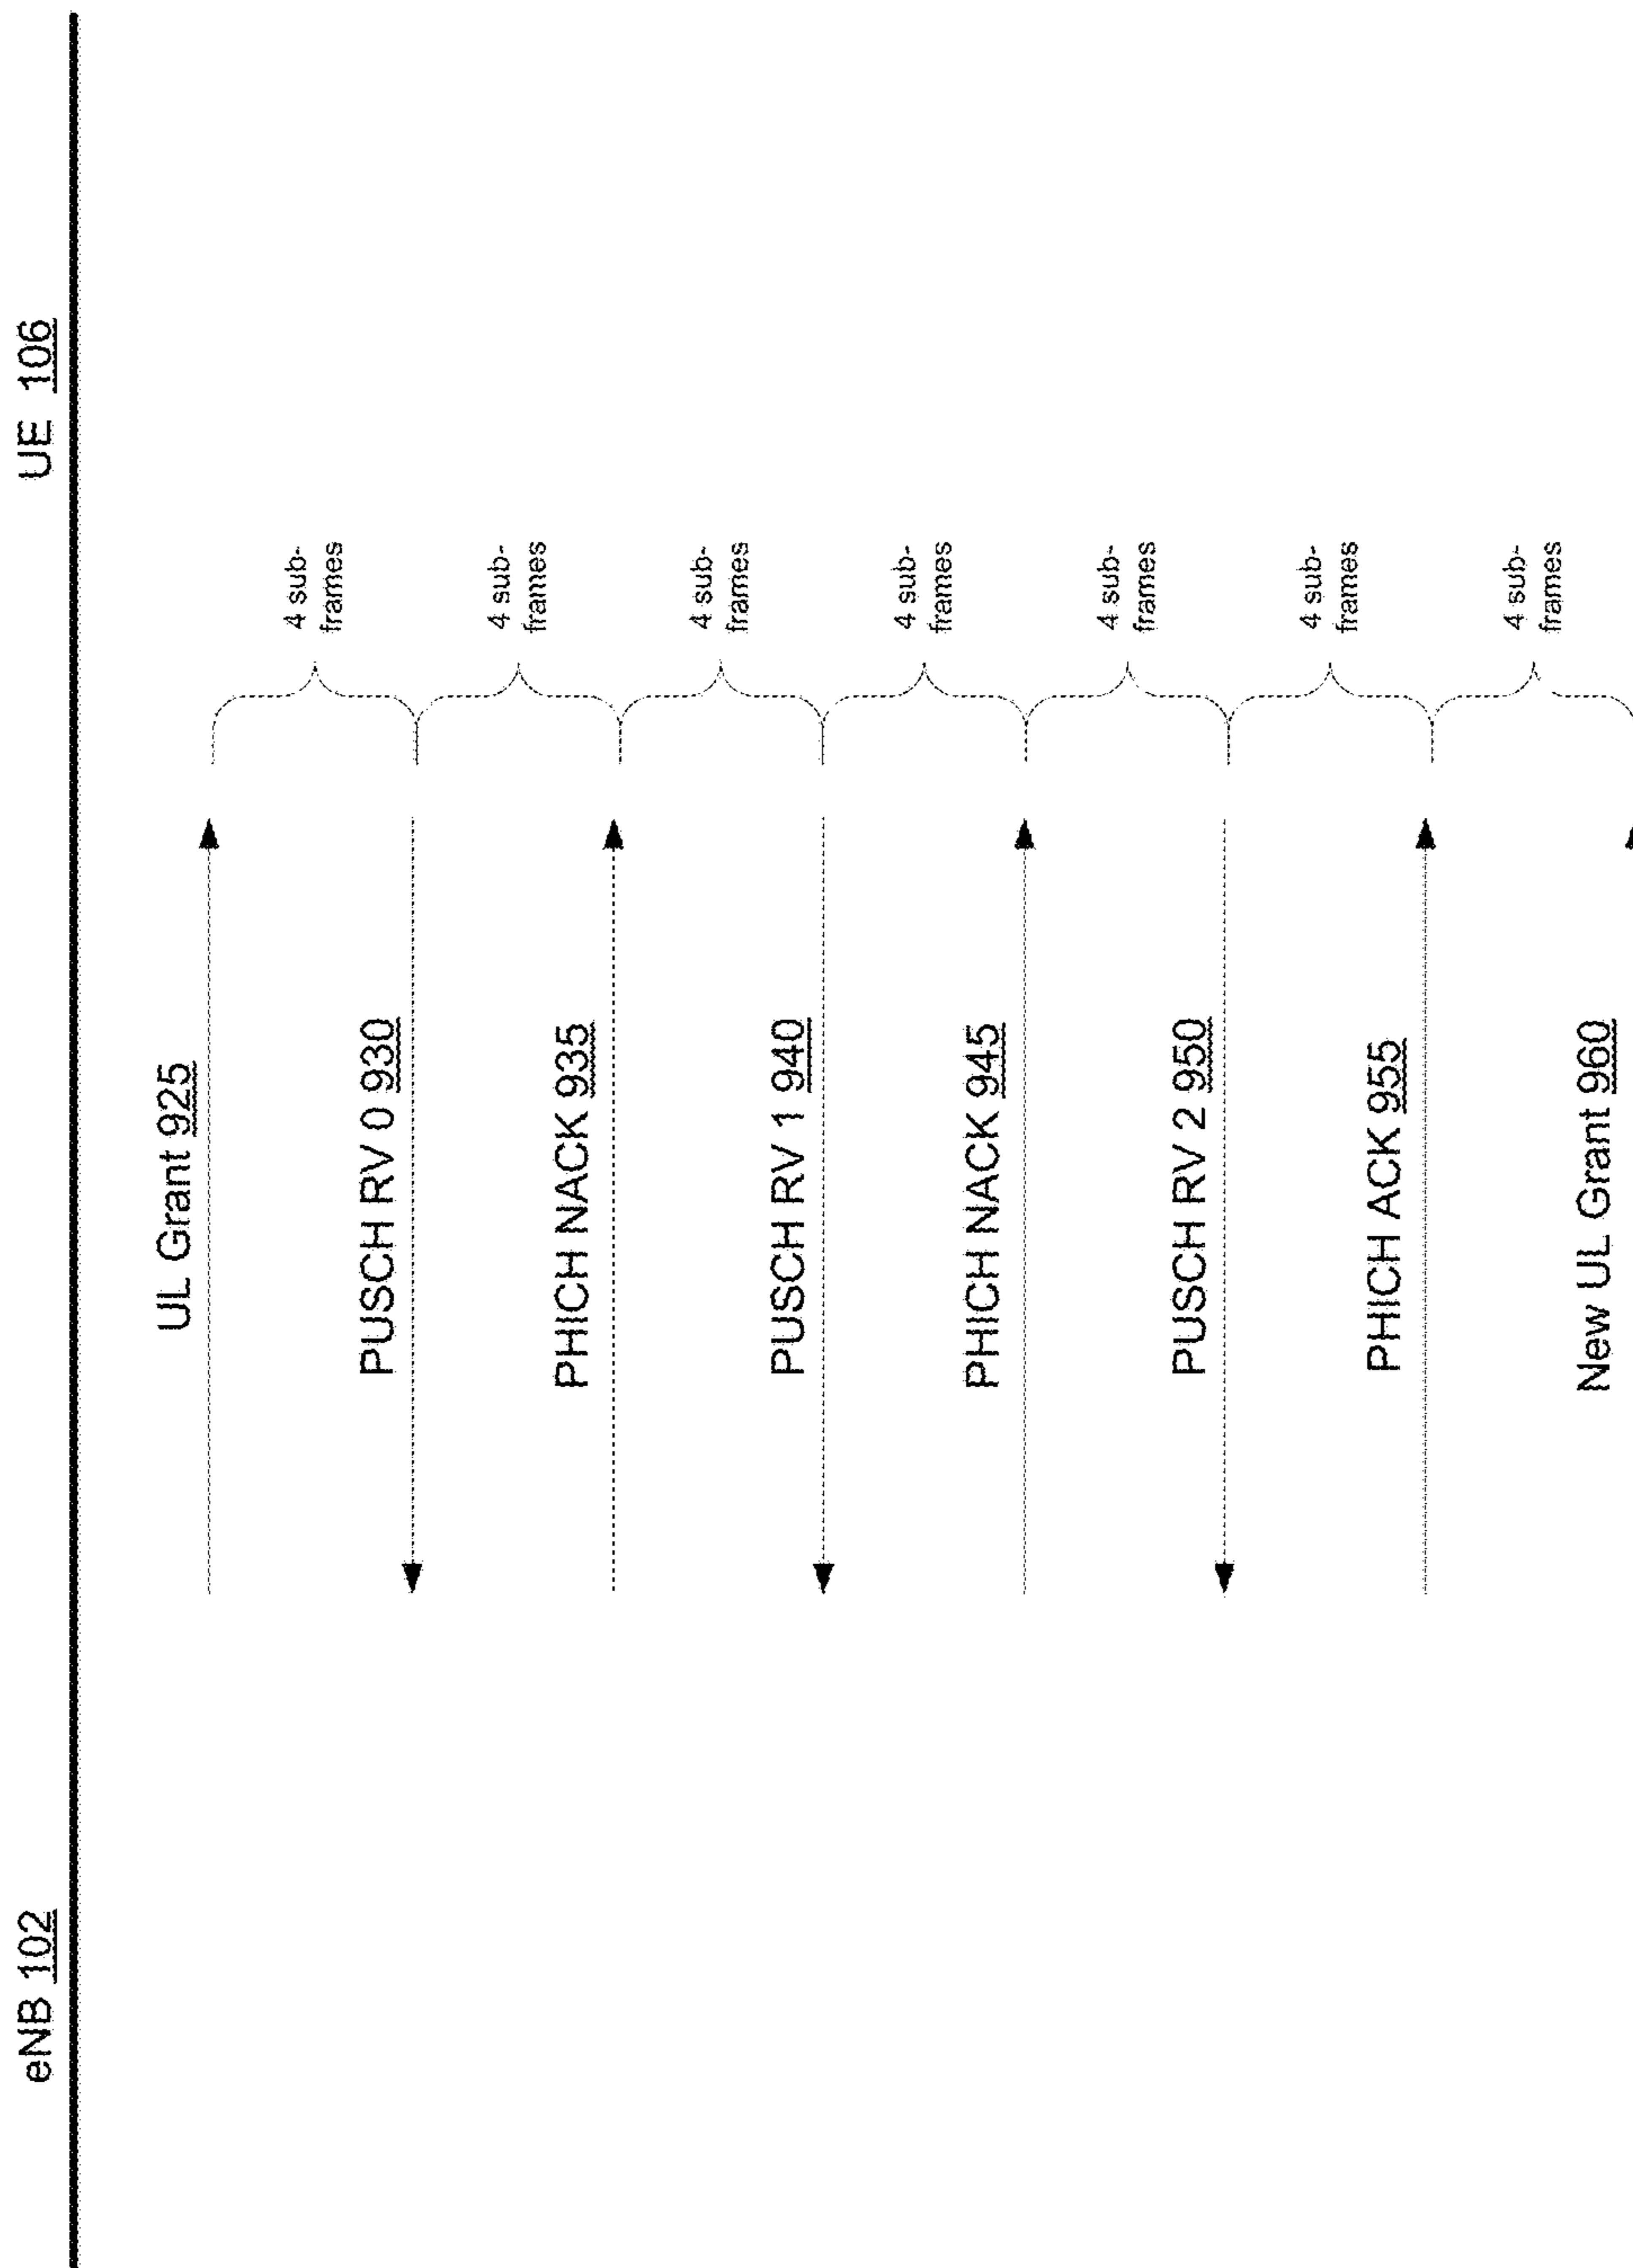 eNB 102
UE 106
UL Grant 925
4 sub-
frames
PUSCH RV 0 930
4 sub-
frames
PHICH NACK 935
4 sub-
frames
PUSCH RV 1 940
4 sub-
frames
PHICH NACK 945
4 sub-
frames
PUSCH RV 2 950
4 sub-
frames
PHICH ACK 955
4 sub-
frames
New UL Grant 960